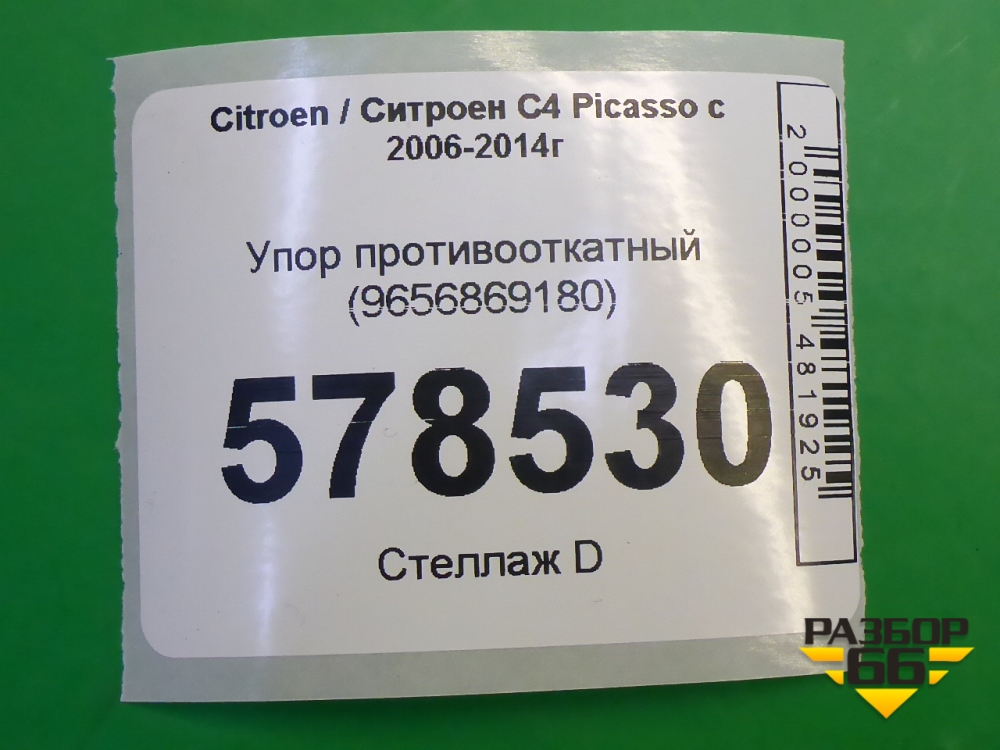 Citroen / Ситроен C4 Picasso с
2006-2014г
Упор противооткатный
(9656869180)
578530
Стеллаж D
2000005481925
РАЗБОР
66